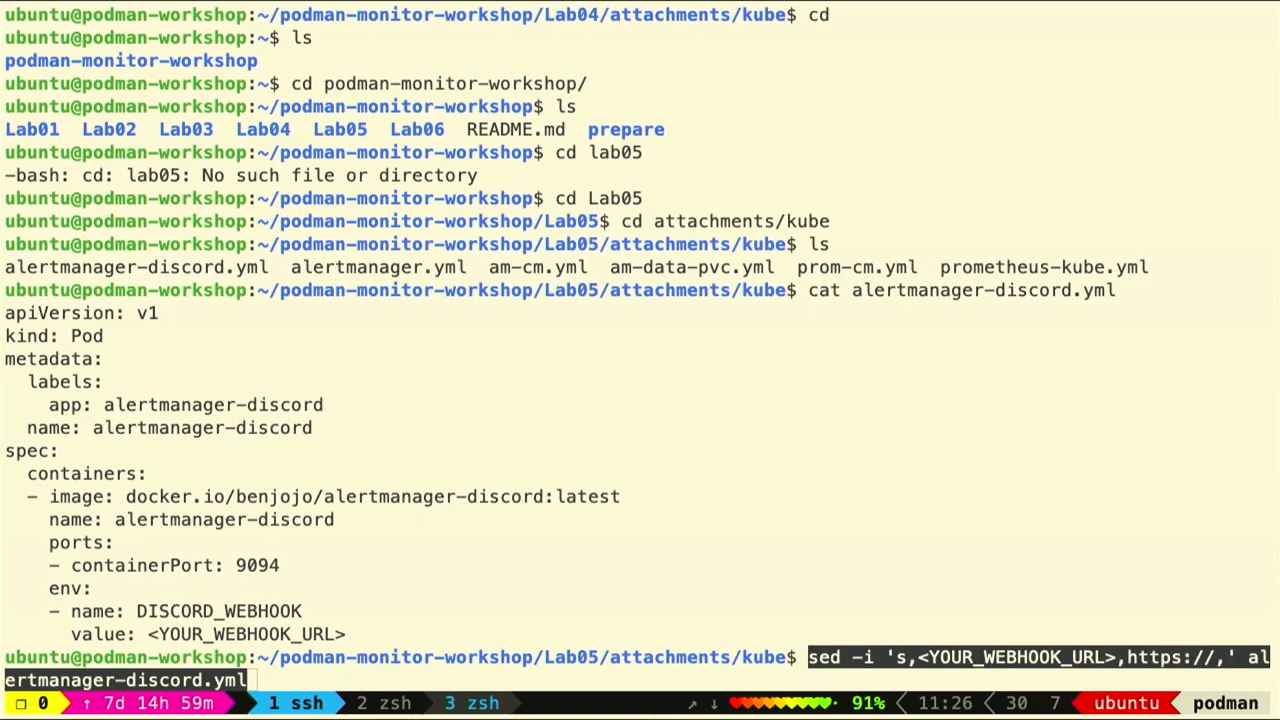 ubuntu@podman-workshop:~/podman-monitor-workshop/Lab04/attachments/kube$ cd
ubuntu@podman-workshop:~$ ls
podman-monitor-workshop
ubuntu@podman-workshop:~$ cd podman-monitor-workshop/
ubuntu@podman-workshop:~/podman-monitor-workshop$ ls
Lab01  Lab02  Lab03  Lab04  Lab05  Lab06  README.md  prepare
ubuntu@podman-workshop:~/podman-monitor-workshop$ cd lab05
-bash: cd: lab05: No such file or directory
ubuntu@podman-workshop:~/podman-monitor-workshop$ cd Lab05
ubuntu@podman-workshop:~/podman-monitor-workshop/Lab05$ cd attachments/kube
ubuntu@podman-workshop:~/podman-monitor-workshop/Lab05/attachments/kube$ ls
alertmanager-discord.yml  alertmanager.yml  am-cm.yml  am-data-pvc.yml  prom-cm.yml  prometheus-kube.yml
ubuntu@podman-workshop:~/podman-monitor-workshop/Lab05/attachments/kube$ cat alertmanager-discord.yml
apiVersion: v1
kind: Pod
metadata:
  labels:
    app: alertmanager-discord
  name: alertmanager-discord
spec:
  containers:
  - image: docker.io/benjojo/alertmanager-discord:latest
    name: alertmanager-discord
    ports:
    - containerPort: 9094
    env:
    - name: DISCORD_WEBHOOK
      value: <YOUR_WEBHOOK_URL>
ubuntu@podman-workshop:~/podman-monitor-workshop/Lab05/attachments/kube$ sed -i 's,<YOUR_WEBHOOK_URL>,https://,' al
ertmanager-discord.yml
❐ 0  ↑ 7d 14h 59m  1 ssh  2 zsh  3 zsh  ↗ ↓ ♥♥♥♥♥♥♥♥♥· 91%  11:26  30  7  ubuntu  podman